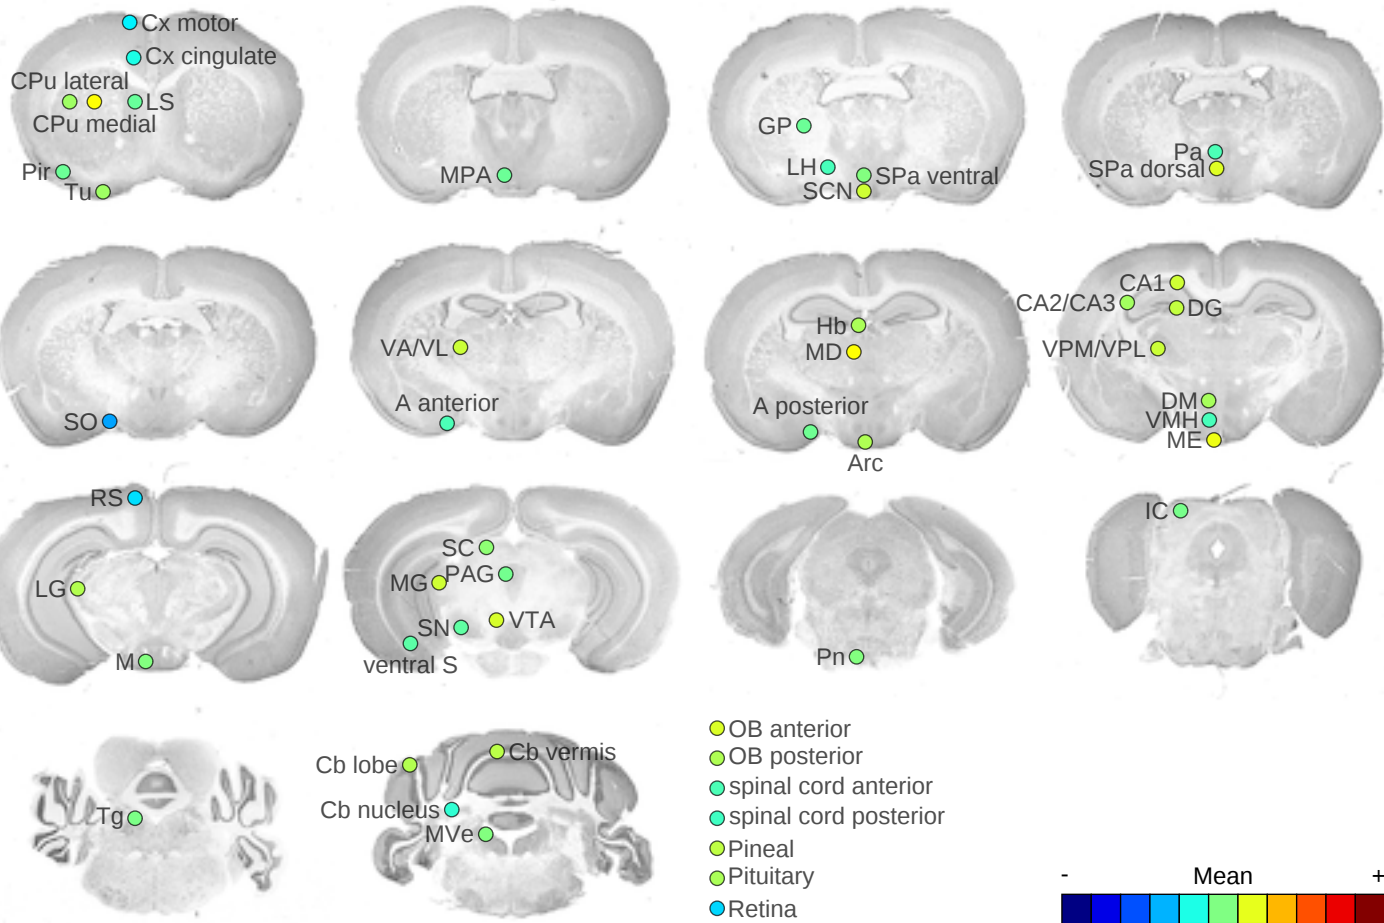 Cx motor
Cx cingulate
CPu lateral
LS
CPu medial
Pir
Tu
MPA
GP
LH
SPa ventral
SCN
Pa
SPa dorsal
SO
VA/VL
A anterior
Hb
MD
A posterior
Arc
CA1
CA2/CA3
DG
VPM/VPL
DM
VMH
ME
RS
LG
M
SC
PAG
MG
VTA
SN
ventral S
Pn
IC
Tg
Cb vermis
Cb lobe
Cb nucleus
MVe
OB anterior
OB posterior
spinal cord anterior
spinal cord posterior
Pineal
Pituitary
Retina
- Mean +